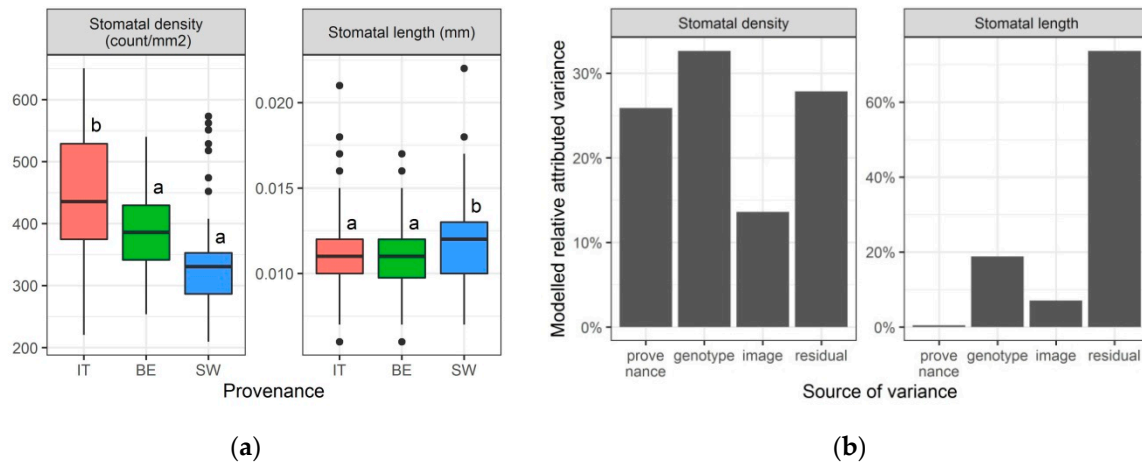 Stomatal density
(count/mm2)
Stomatal length (mm)
600
500
400
300
200
0.020
0.015
0.010
b
a
a
a
a
b
IT
BE
SW
IT
BE
SW
Provenance
(a)
Stomatal density
Stomatal length
Modelled relative attributed variance
30%
20%
10%
0%
60%
40%
20%
0%
prove
nance
genotype
image
residual
prove
nance
genotype
image
residual
Source of variance
(b)